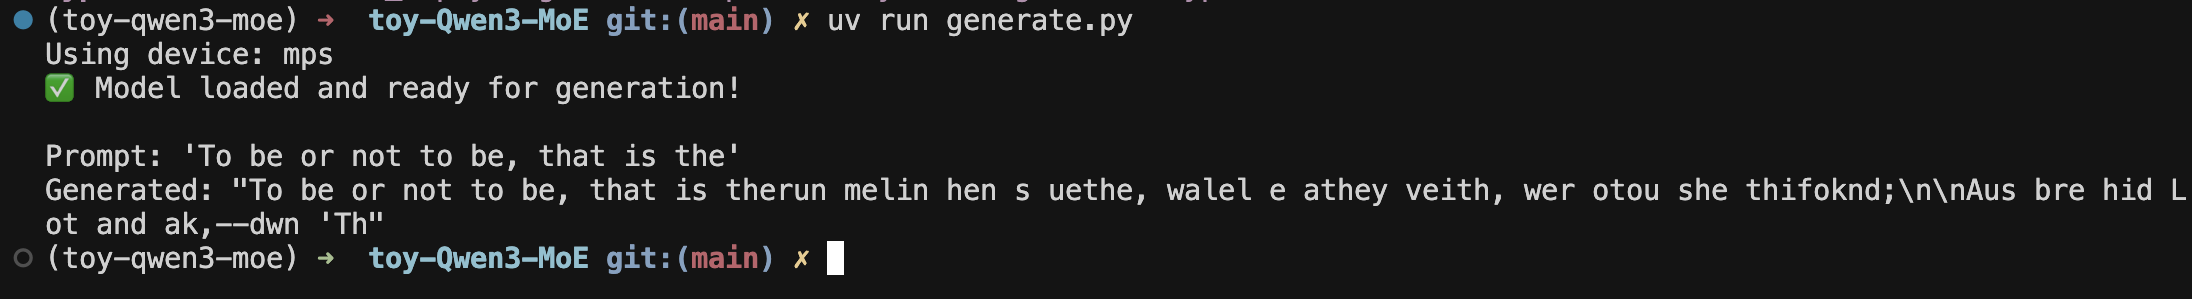 (toy-qwen3-moe) → toy-Qwen3-MoE git:(main) ✗ uv run generate.py
Using device: mps
✅ Model loaded and ready for generation!
Prompt: 'To be or not to be, that is the'
Generated: "To be or not to be, that is therun melin hen s uethe, walel e athey veith, wer otou she thifoknd;\n\nAus bre hid L
ot and ak,--dwn 'Th"
(toy-qwen3-moe) → toy-Qwen3-MoE git:(main) ✗